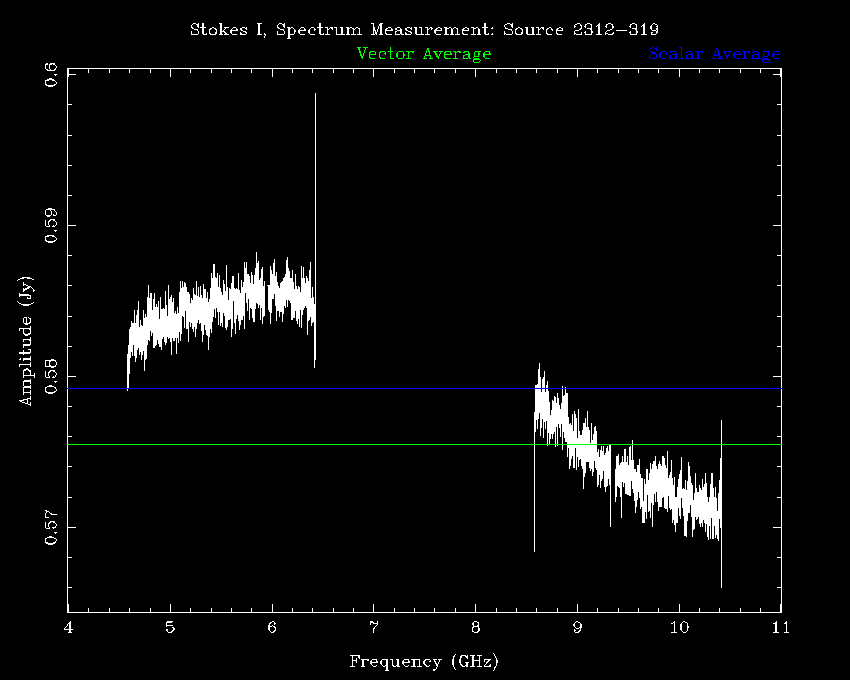 Stokes I, Spectrum Measurement: Source 2312-319
Vector Average Scalar Average
0.6
0.59
0.58
0.57
Amplitude (Jy)
4 5 6 7 8 9 10 11
Frequency (GHz)